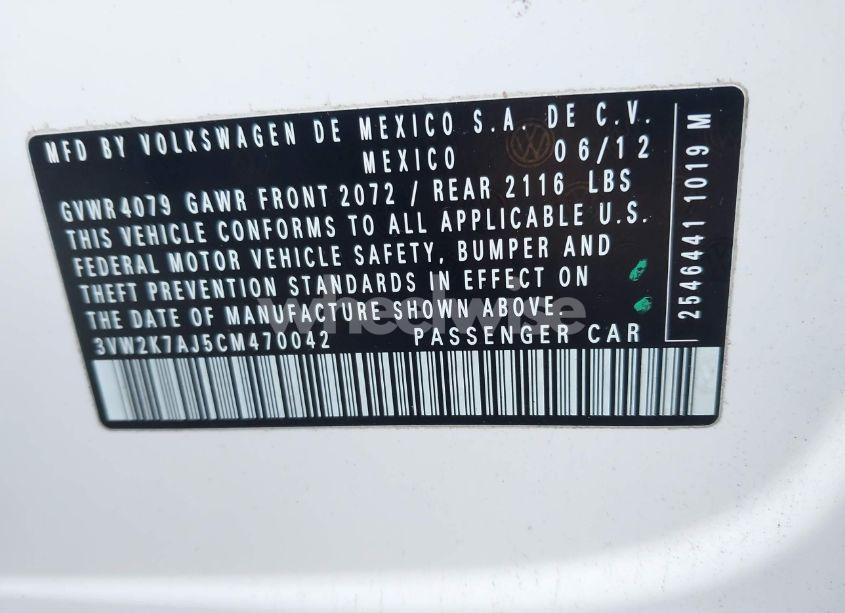 MFD BY VOLKSWAGEN DE MEXICO S.A. DE C.V.
MEXICO 06/12
GVWR4079 GAWR FRONT 2072 / REAR 2116 LBS
THIS VEHICLE CONFORMS TO ALL APPLICABLE U.S.
FEDERAL MOTOR VEHICLE SAFETY, BUMPER AND
THEFT PREVENTION STANDARDS IN EFFECT ON
THE DATE OF MANUFACTURE SHOWN ABOVE.
3VW2K7AJ5CM470042 PASSENGER CAR
2546441 1019 M
wheelwise